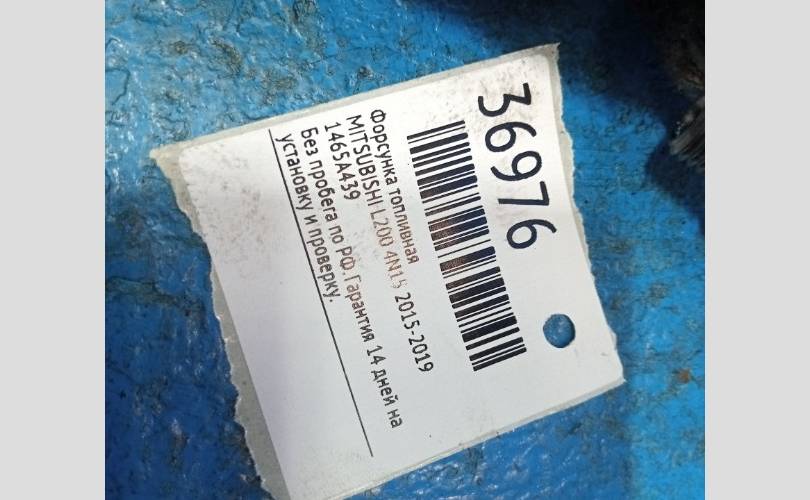 36976
Форсунка топливная
MITSUBISHI L200 4N15 2015-2019
1465A439
Без пробега по РФ.Гарантия 14 дней на
установку и проверку.